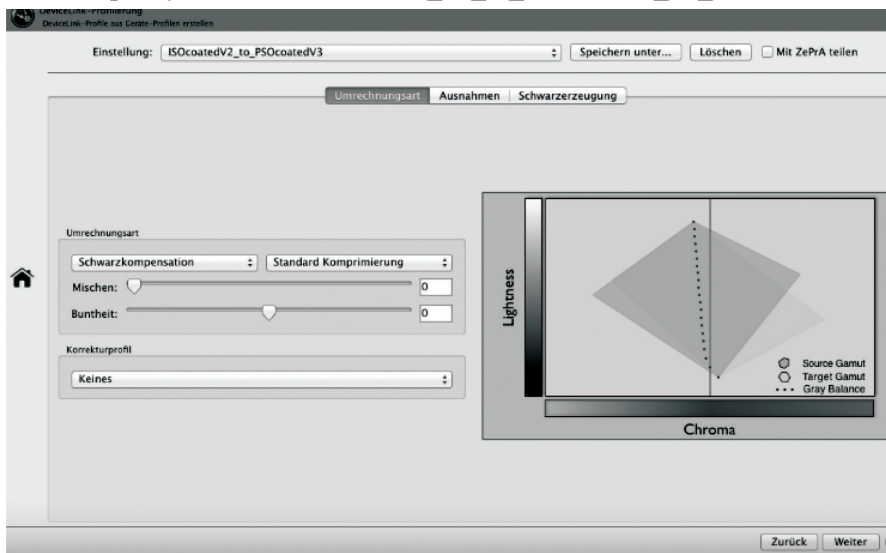 DeviceLink-Profilierung
DeviceLink-Profile aus Geräte-Profilen erstellen
Einstellung: ISOcoatedV2_to_PSOcoatedV3 Speichern unter... Löschen Mit ZePrA teilen
Umrechnungsart Ausnahmen Schwarzerzeugung
Umrechnungsart
Schwarzkompensation Standard Komprimierung
Mischen: 0
Buntheit: 0
Korrekturprofil
Keines
Lightness
Source Gamut
Target Gamut
Gray Balance
Chroma
Zurück Weiter